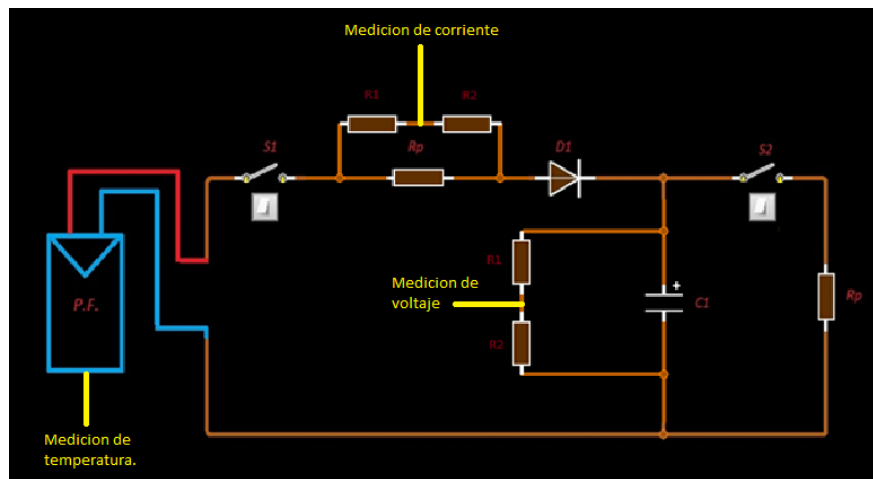 Medicion de corriente
R1
R2
S1
Rp
D1
S2
P.F.
R1
Medicion de
voltaje
+
C1
Rp
R2
Medicion de
temperatura.